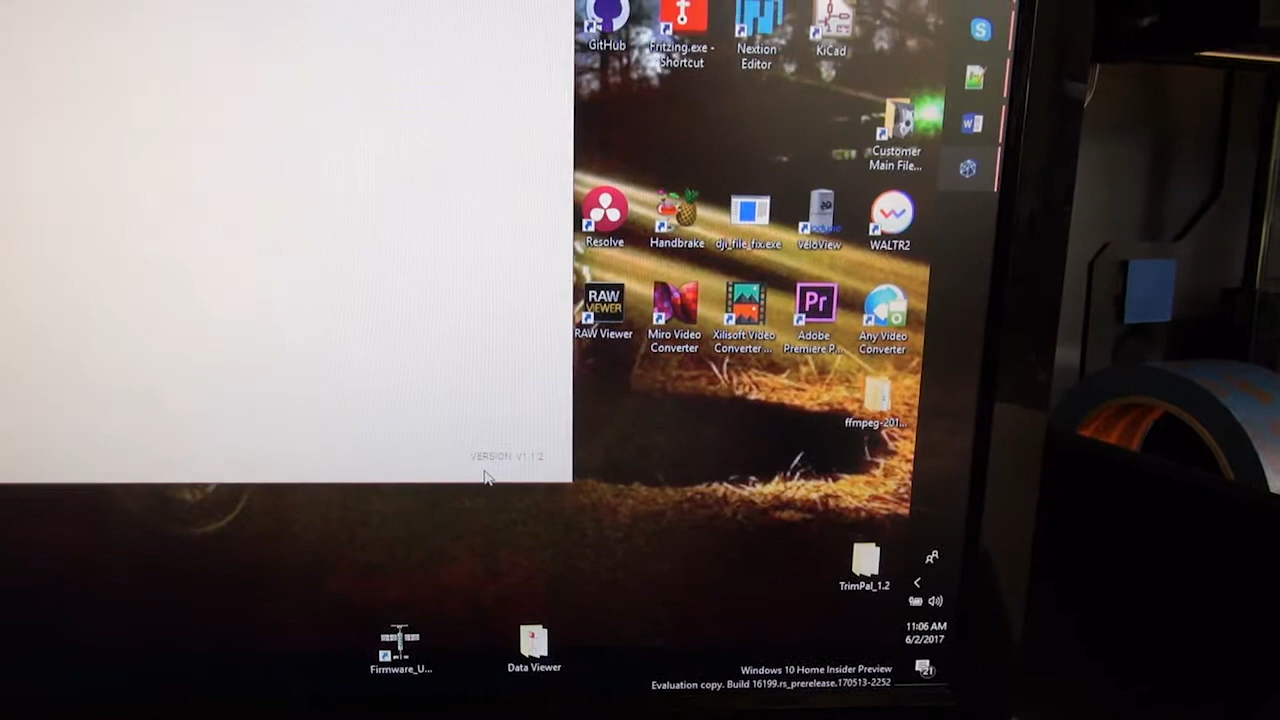 GitHub
Fritzing.exe -
Shortcut
Nextion
Editor
KiCad
Customer
Main File...
Resolve
Handbrake
dji_file_fix.exe
VeloView
WALTR2
RAW
VIEWER
RAW Viewer
Miro Video
Converter
Xilisoft Video
Converter ...
Pr
Adobe
Premiere P...
Any Video
Converter
ffmpeg-201...
VERSION: V1.1.2
TrimPal_1.2
Firmware_U...
Data Viewer
11:06 AM
6/2/2017
21
Windows 10 Home Insider Preview
Evaluation copy. Build 16199.rs_prerelease.170513-2252